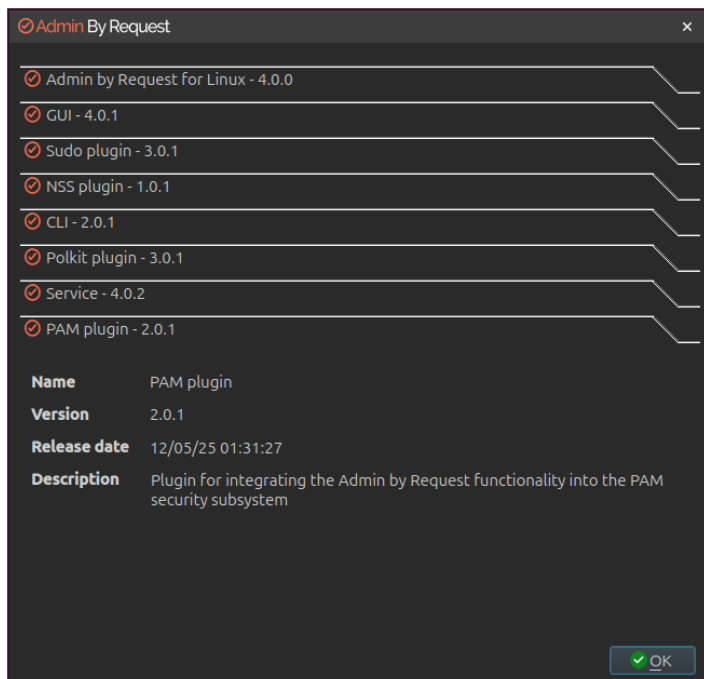 Admin By Request
Admin by Request for Linux - 4.0.0
GUI - 4.0.1
Sudo plugin - 3.0.1
NSS plugin - 1.0.1
CLI - 2.0.1
Polkit plugin - 3.0.1
Service - 4.0.2
PAM plugin - 2.0.1
Name PAM plugin
Version 2.0.1
Release date 12/05/25 01:31:27
Description Plugin for integrating the Admin by Request functionality into the PAM
security subsystem
OK